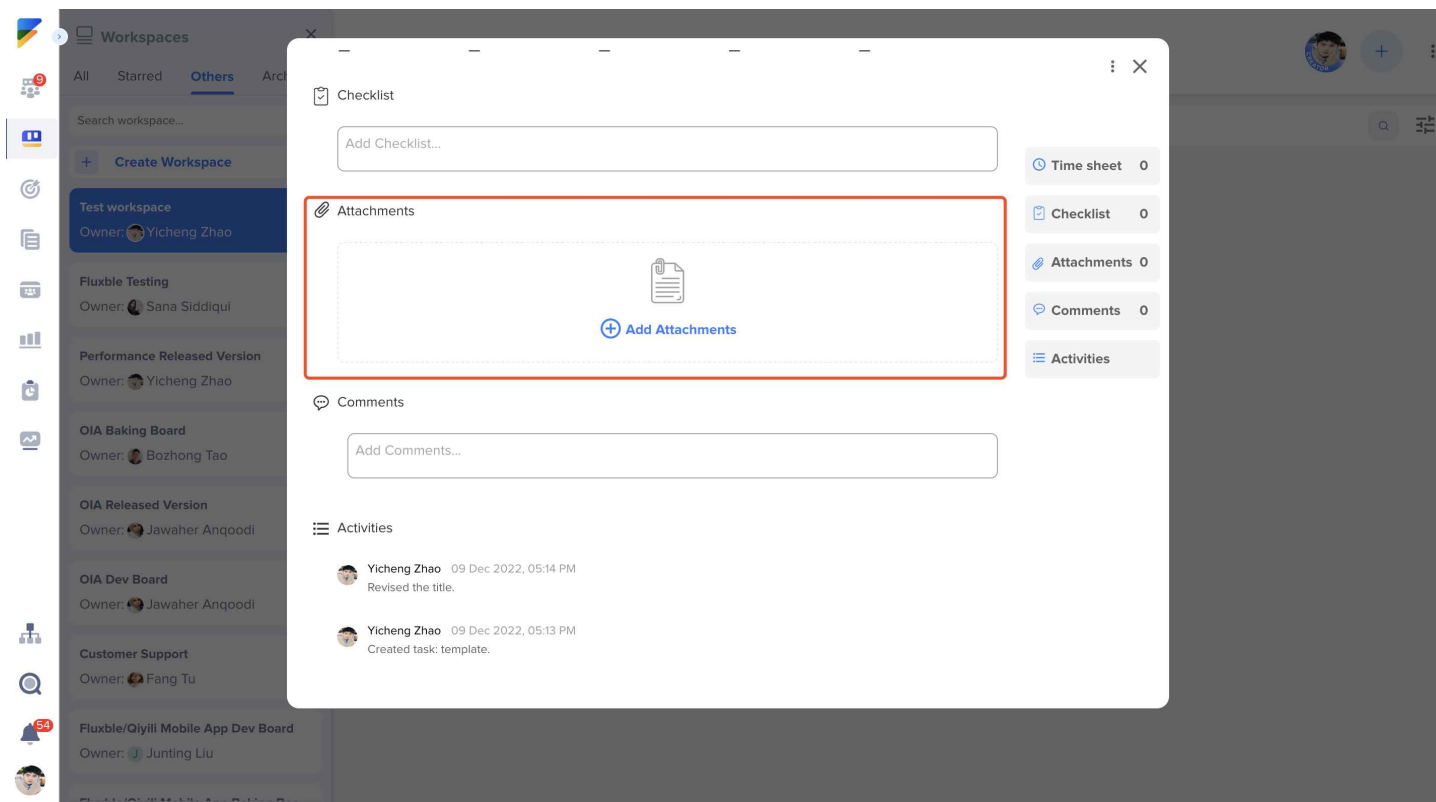 Workspaces
All Starred Others Arch
Search workspace...
+ Create Workspace
Test workspace
Owner: Yicheng Zhao
Fluxble Testing
Owner: Sana Siddiqui
Performance Released Version
Owner: Yicheng Zhao
OIA Baking Board
Owner: Bozhong Tao
OIA Released Version
Owner: Jawaher Anqoodi
OIA Dev Board
Owner: Jawaher Anqoodi
Customer Support
Owner: Fang Tu
Fluxble/Qiyili Mobile App Dev Board
Owner: J Junting Liu
9
54
Checklist
Add Checklist...
Attachments
Add Attachments
Comments
Add Comments...
Activities
Yicheng Zhao 09 Dec 2022, 05:14 PM
Revised the title.
Yicheng Zhao 09 Dec 2022, 05:13 PM
Created task: template.
Time sheet 0
Checklist 0
Attachments 0
Comments 0
Activities